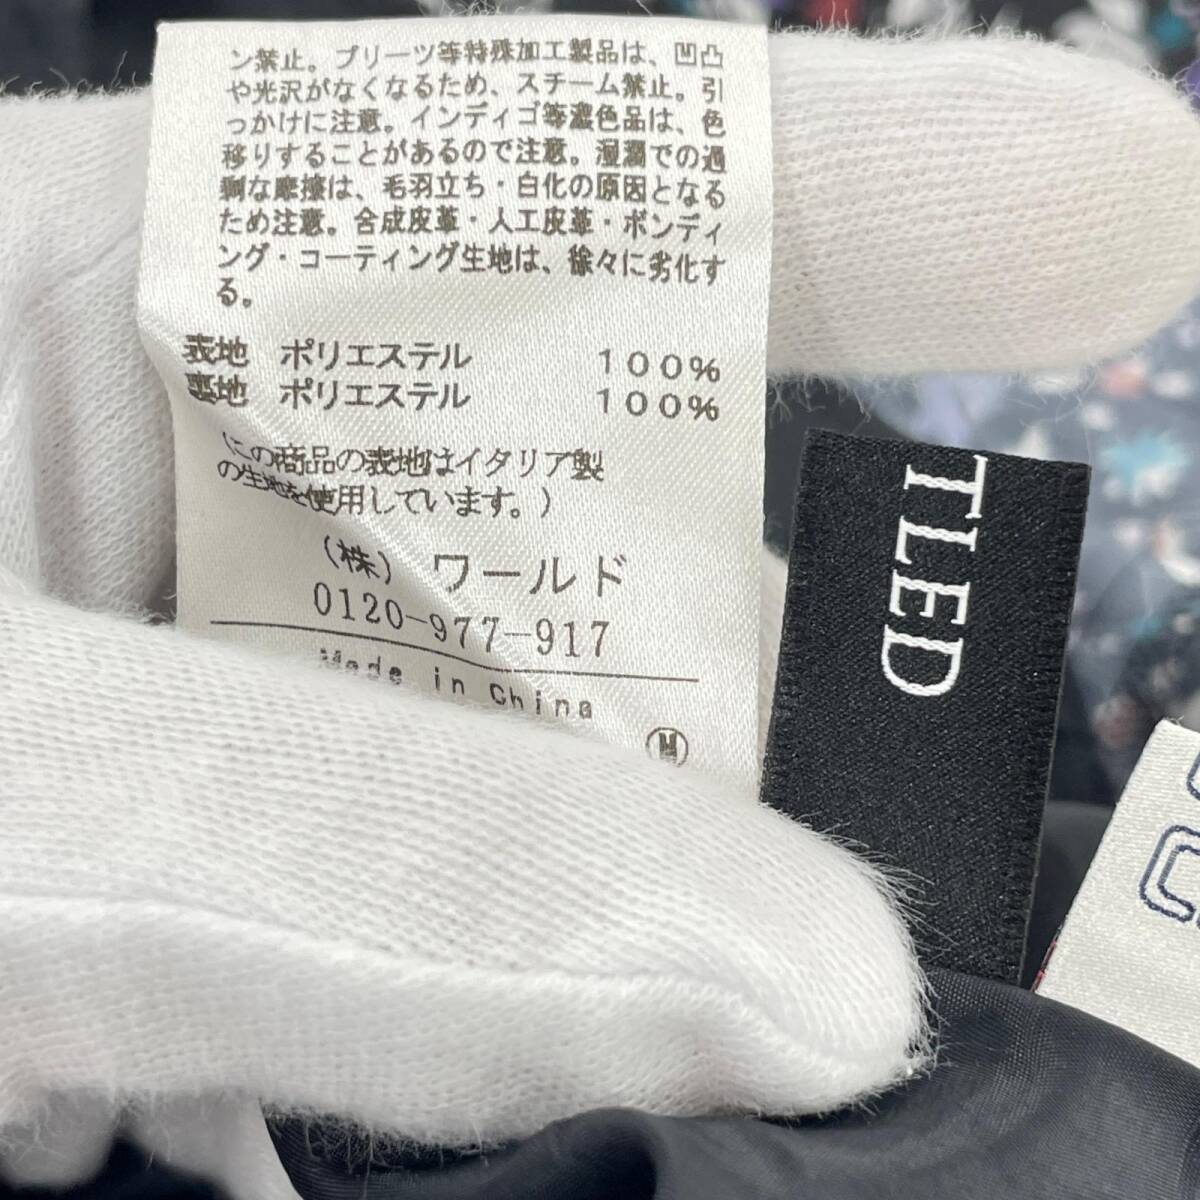 ン禁止。プリーツ等特殊加工製品は、凹凸
や光沢がなくなるため、スチーム禁止。引
っかけに注意。インディゴ等濃色品は、色
移りすることがあるので注意。湿潤での過
剰な摩擦は、毛羽立ち・白化の原因となる
ため注意。合成皮革・人工皮革・ボンディ
ング・コーティング生地は、徐々に劣化す
る。
表地 ポリエステル 100%
裏地 ポリエステル 100%
(この商品の表地はイタリア製
の生地を使用しています。)
(株) ワールド
0120-977-917
Made in China
M
TLED